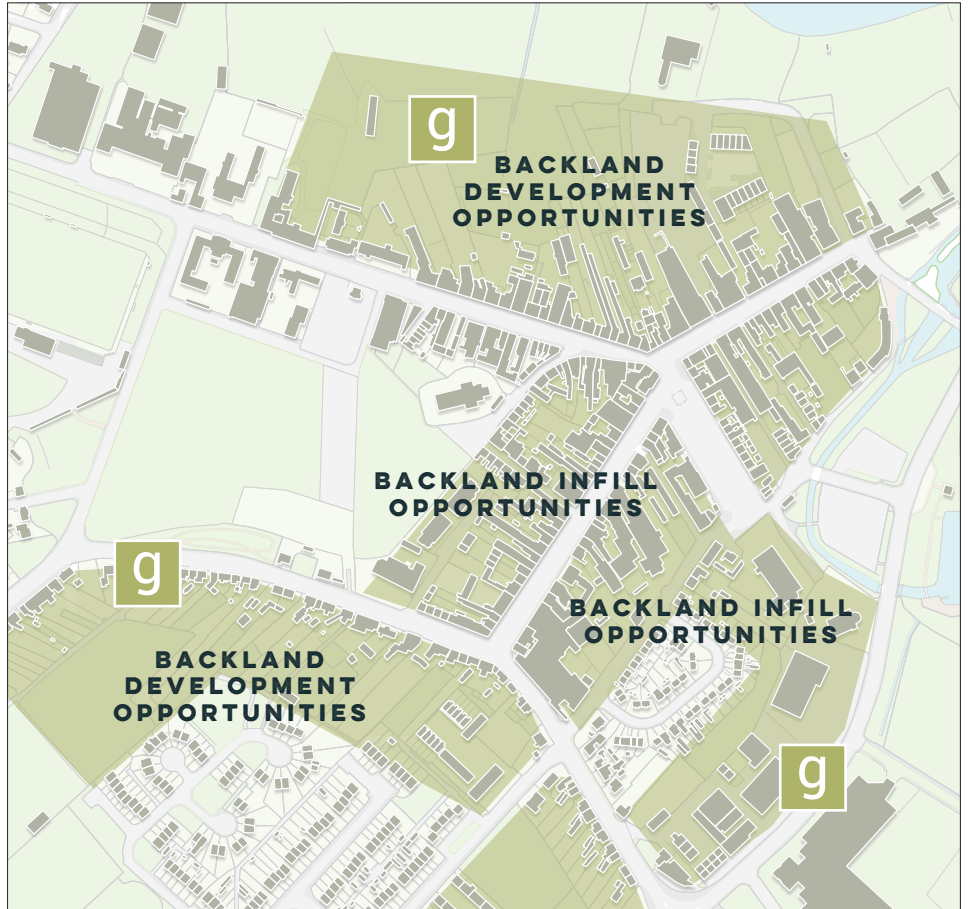 g
BACKLAND
DEVELOPMENT
OPPORTUNITIES
BACKLAND INFILL
OPPORTUNITIES
g
BACKLAND INFILL
OPPORTUNITIES
BACKLAND
DEVELOPMENT
OPPORTUNITIES
g